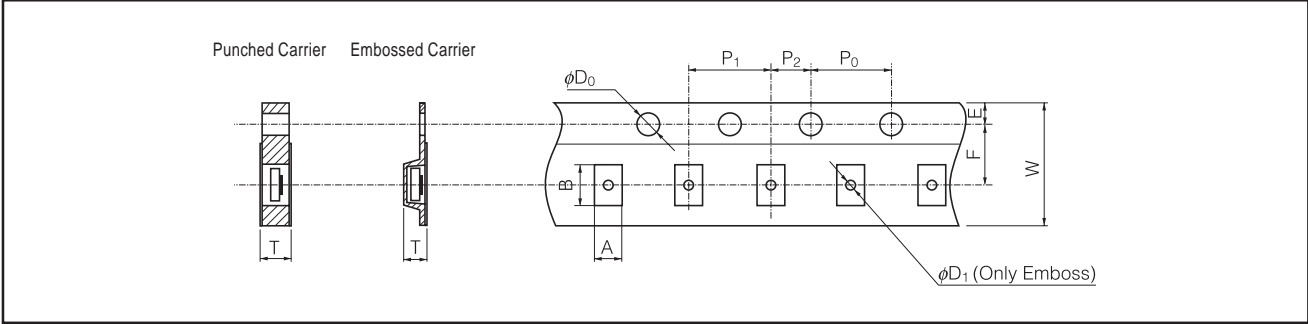 Punched Carrier Embossed Carrier
P₁ P₂ P₀
ϕD₀
E
F
W
B
T
T
A
ϕD₁ (Only Emboss)